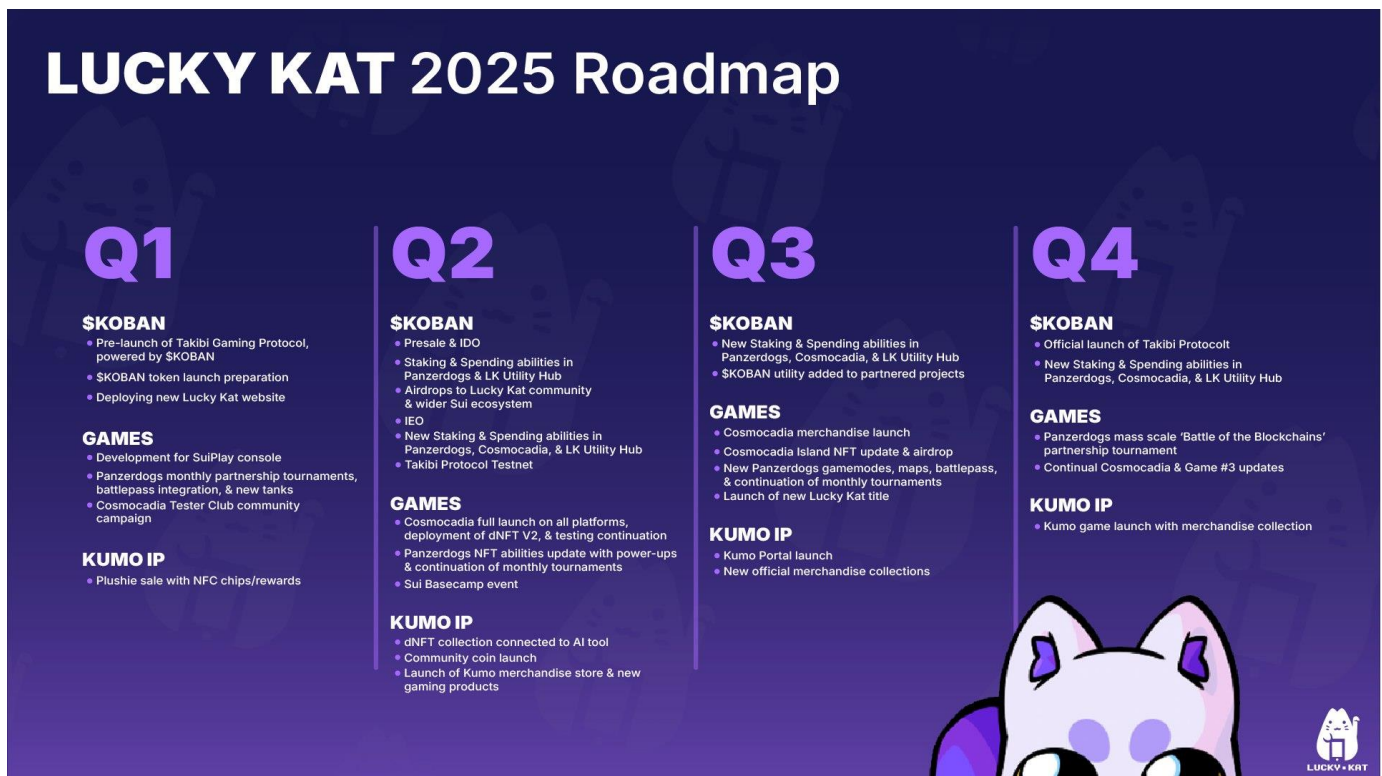 LUCKY KAT 2025 Roadmap
Q1
$KOBAN
• Pre-launch of Takibi Gaming Protocol,
powered by $KOBAN
• $KOBAN token launch preparation
• Deploying new Lucky Kat website
GAMES
• Development for SuiPlay console
• Panzerdogs monthly partnership tournaments,
battlepass integration, & new tanks
• Cosmocadia Tester Club community
campaign
KUMO IP
• Plushie sale with NFC chips/rewards
Q2
$KOBAN
• Presale & IDO
• Staking & Spending abilities in
Panzerdogs & LK Utility Hub
• Airdrops to Lucky Kat community
& wider Sui ecosystem
• IEO
• New Staking & Spending abilities in
Panzerdogs, Cosmocadia, & LK Utility Hub
• Takibi Protocol Testnet
GAMES
• Cosmocadia full launch on all platforms,
deployment of dNFT V2, & testing continuation
• Panzerdogs NFT abilities update with power-ups
& continuation of monthly tournaments
• Sui Basecamp event
KUMO IP
• dNFT collection connected to AI tool
• Community coin launch
• Launch of Kumo merchandise store & new
gaming products
Q3
$KOBAN
• New Staking & Spending abilities in
Panzerdogs, Cosmocadia, & LK Utility Hub
• $KOBAN utility added to partnered projects
GAMES
• Cosmocadia merchandise launch
• Cosmocadia Island NFT update & airdrop
• New Panzerdogs gamemodes, maps, battlepass,
& continuation of monthly tournaments
• Launch of new Lucky Kat title
KUMO IP
• Kumo Portal launch
• New official merchandise collections
Q4
$KOBAN
• Official launch of Takibi Protocolt
• New Staking & Spending abilities in
Panzerdogs, Cosmocadia, & LK Utility Hub
GAMES
• Panzerdogs mass scale ‘Battle of the Blockchains’
partnership tournament
• Continual Cosmocadia & Game #3 updates
KUMO IP
• Kumo game launch with merchandise collection
LUCKY•KAT